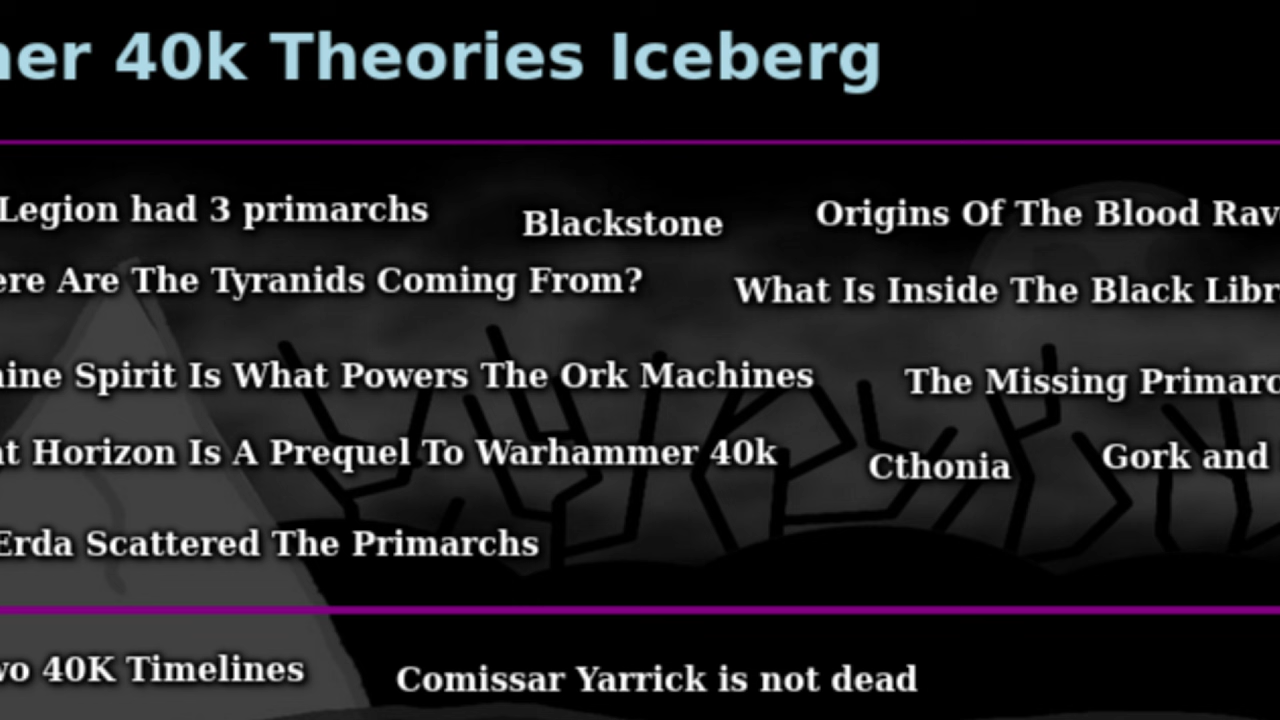 ner 40k Theories Iceberg
Legion had 3 primarchs
Blackstone
Origins Of The Blood Rav
ere Are The Tyranids Coming From?
What Is Inside The Black Libr
ine Spirit Is What Powers The Ork Machines
The Missing Primarc
t Horizon Is A Prequel To Warhammer 40k
Cthonia
Gork and
Erda Scattered The Primarchs
wo 40K Timelines
Comissar Yarrick is not dead